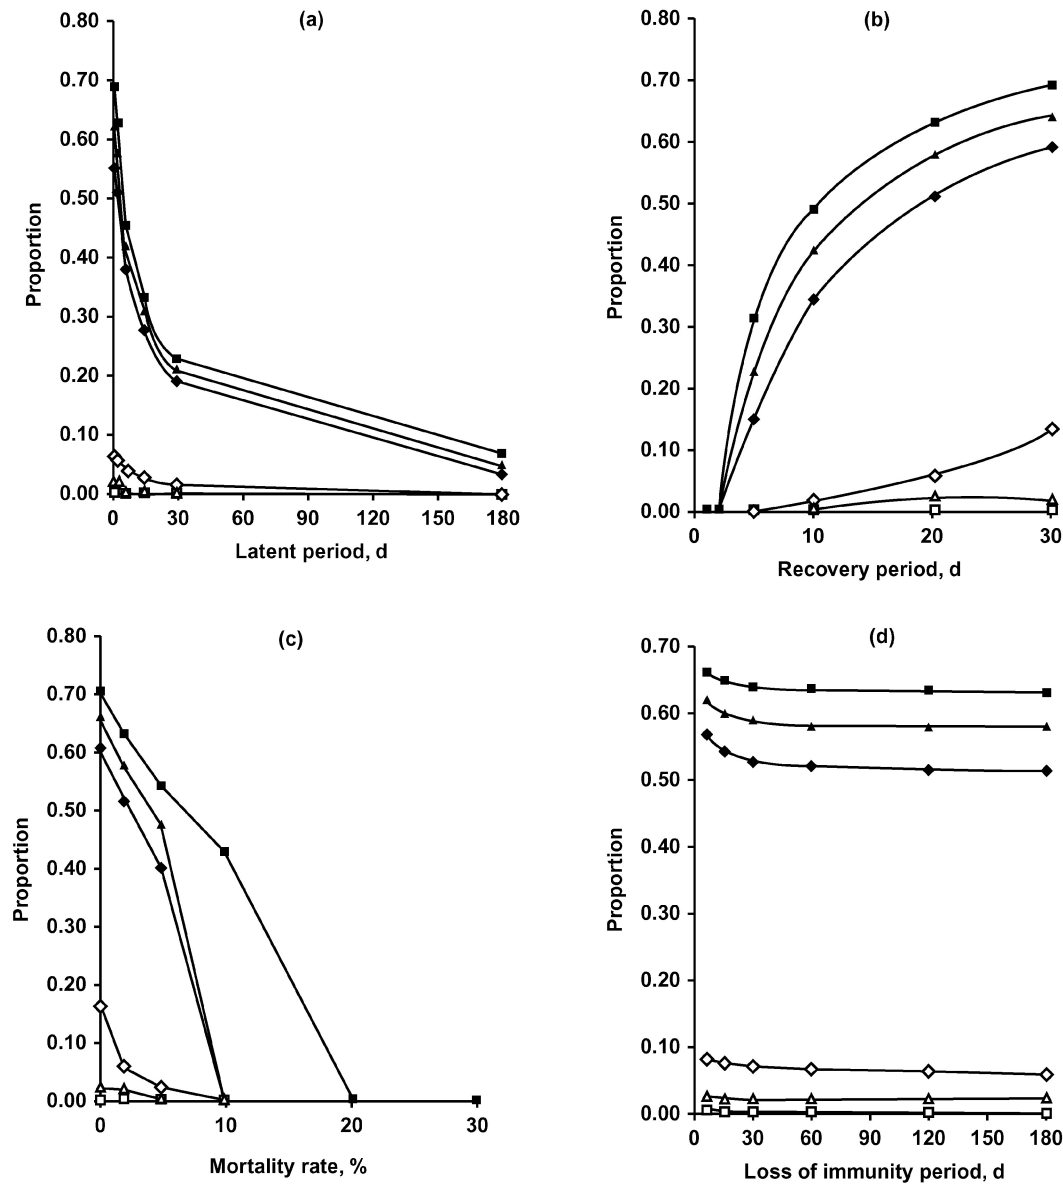 (a)
0.80
0.70
0.60
0.50
0.40
0.30
0.20
0.10
0.00
Proportion
0 30 60 90 120 150 180
Latent period, d
(b)
0.80
0.70
0.60
0.50
0.40
0.30
0.20
0.10
0.00
Proportion
0 10 20 30
Recovery period, d
(c)
0.80
0.70
0.60
0.50
0.40
0.30
0.20
0.10
0.00
Proportion
0 10 20 30
Mortality rate, %
(d)
0.70
0.60
0.50
0.40
0.30
0.20
0.10
0.00
Proportion
0 30 60 90 120 150 180
Loss of immunity period, d